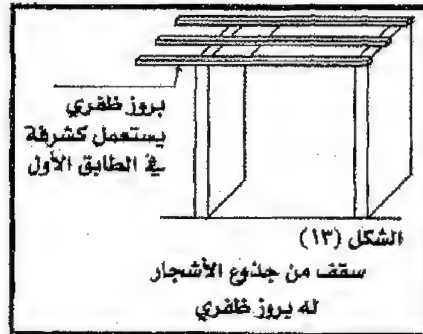 بروز ظفري
يستعمل كشرفة
في الطابق الأول
الشكل (١٣)
سقف من جذوع الأشجار
له بروز ظفري